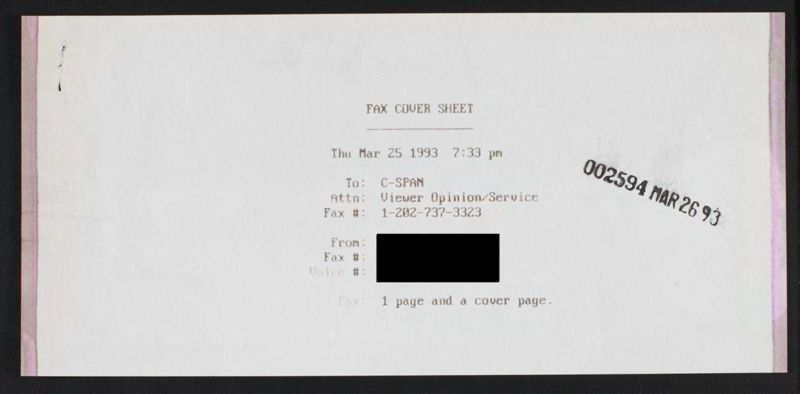 FAX COVER SHEET
Thu Mar 25 1993 7:33 pm
002594 MAR 26 93
To: C-SPAN
Attn: Viewer Opinion/Service
Fax #: 1-202-737-3323
From:
Fax #:
Voice #:
Fax: 1 page and a cover page.